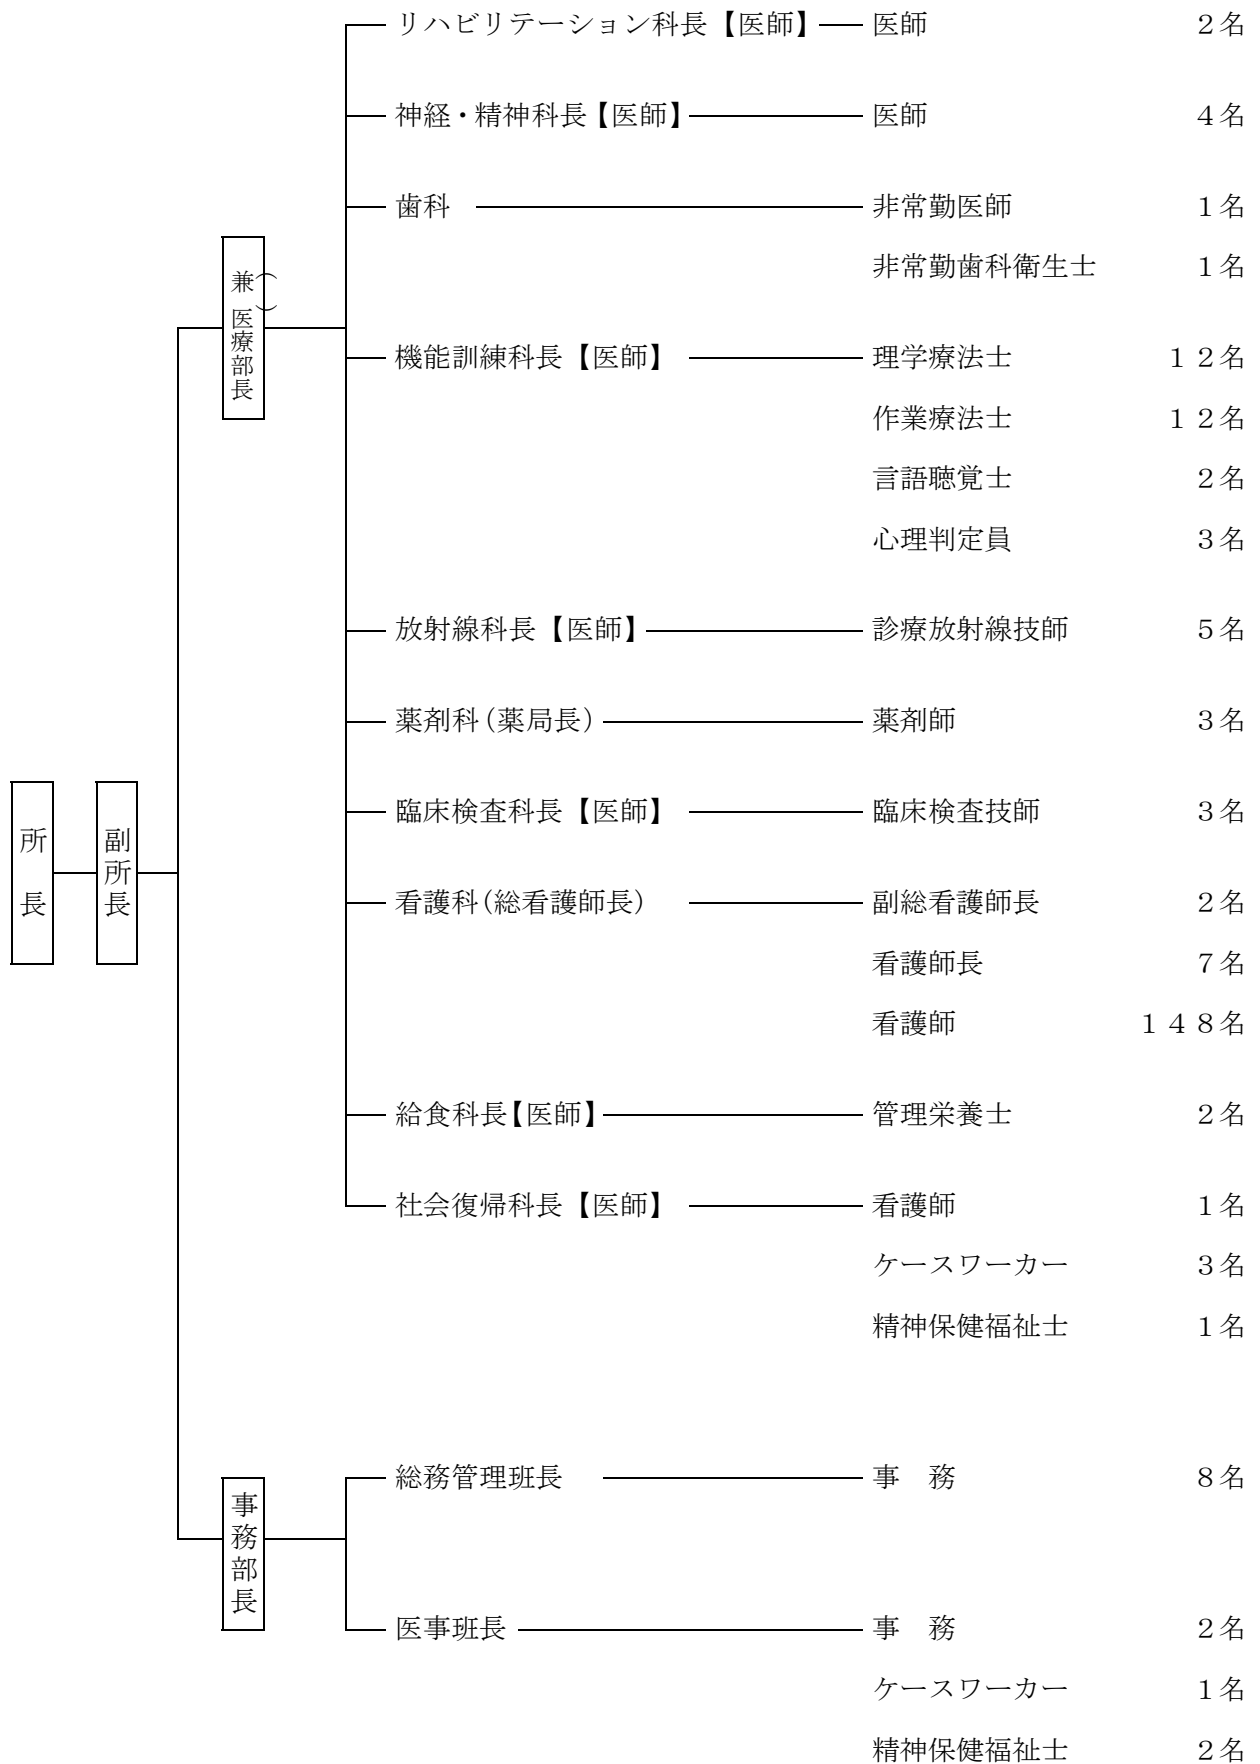 リハビリテーション科長【医師】 医師 ２名
神経・精神科長【医師】 医師 ４名
歯科 非常勤医師 １名
非常勤歯科衛生士 １名
（兼）医療部長
機能訓練科長【医師】 理学療法士 １２名
作業療法士 １２名
言語聴覚士 ２名
心理判定員 ３名
放射線科長【医師】 診療放射線技師 ５名
薬剤科（薬局長） 薬剤師 ３名
臨床検査科長【医師】 臨床検査技師 ３名
所長
副所長
看護科（総看護師長） 副総看護師長 ２名
看護師長 ７名
看護師 １４８名
給食科長【医師】 管理栄養士 ２名
社会復帰科長【医師】 看護師 １名
ケースワーカー ３名
精神保健福祉士 １名
事務部長
総務管理班長 事　務 ８名
医事班長 事　務 ２名
ケースワーカー １名
精神保健福祉士 ２名